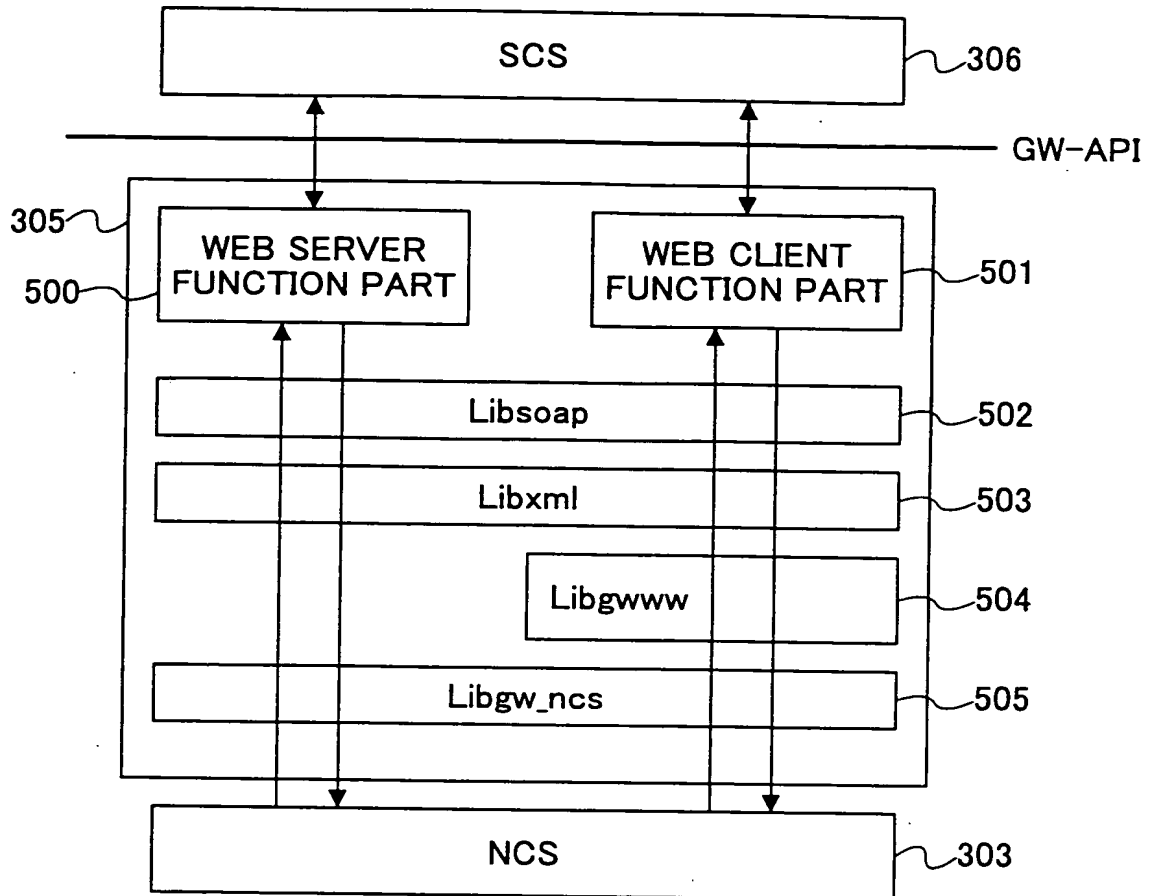 SCS
306
GW-API
305
WEB SERVER
FUNCTION PART
500
WEB CLIENT
FUNCTION PART
501
Libsoap
502
Libxml
503
Libgwww
504
Libgw_ncs
505
NCS
303